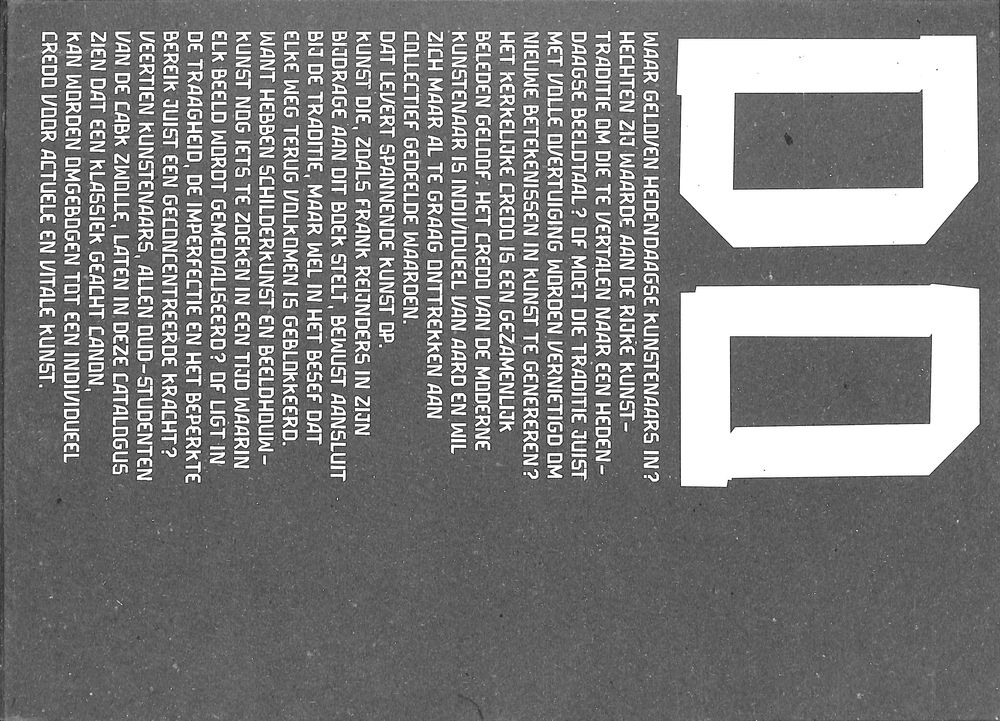 DO
WAAR GELOVEN HEDENDAAGSE KUNSTENAARS IN?
HECHTEN ZIJ WAARDE AAN DE RIJKE KUNST-
TRADITIE OM DIE TE VERTALEN NAAR EEN HEDEN-
DAAGSE BEELDTAAL? OF MOET DIE TRADITIE JUIST
MET VOLLE OVERTUIGING WORDEN VERNIETIGD OM
NIEUWE BETEKENISSEN IN KUNST TE GENEREREN?
HET KERKELIJKE CREDO IS EEN GEZAMENLIJK
BELEDEN GELOOF. HET CREDO VAN DE MODERNE
KUNSTENAAR IS INDIVIDUEEL VAN AARD EN WIL
ZICH MAAR AL TE GRAAG ONTTREKKEN AAN
COLLECTIEF GEDEELDE WAARDEN.
DAT LEVERT SPANNENDE KUNST OP.
KUNST DIE, ZOALS FRANK REIJNDERS IN ZIJN
BIJDRAGE AAN DIT BOEK STELT, BEWUST AANSLUIT
BIJ DE TRADITIE, MAAR WEL IN HET BESEF DAT
ELKE WEG TERUG VOLKOMEN IS GEBLOKKEERD.
WANT HEBBEN SCHILDERKUNST EN BEELDHOUW-
KUNST NOG IETS TE ZOEKEN IN EEN TIJD WAARIN
ELK BEELD WORDT GEMEDIALISEERD? OF LIGT IN
DE TRAAGHEID, DE IMPERFECTIE EN HET BEPERKTE
BEREIK JUIST EEN GECONCENTREERDE KRACHT?
VEERTIEN KUNSTENAARS, ALLEN OUD-STUDENTEN
VAN DE CABK ZWOLLE, LATEN IN DEZE CATALOGUS
ZIEN DAT EEN KLASSIEK GEACHT CANON,
KAN WORDEN OMGEBOGEN TOT EEN INDIVIDUEEL
CREDO VOOR ACTUELE EN VITALE KUNST.